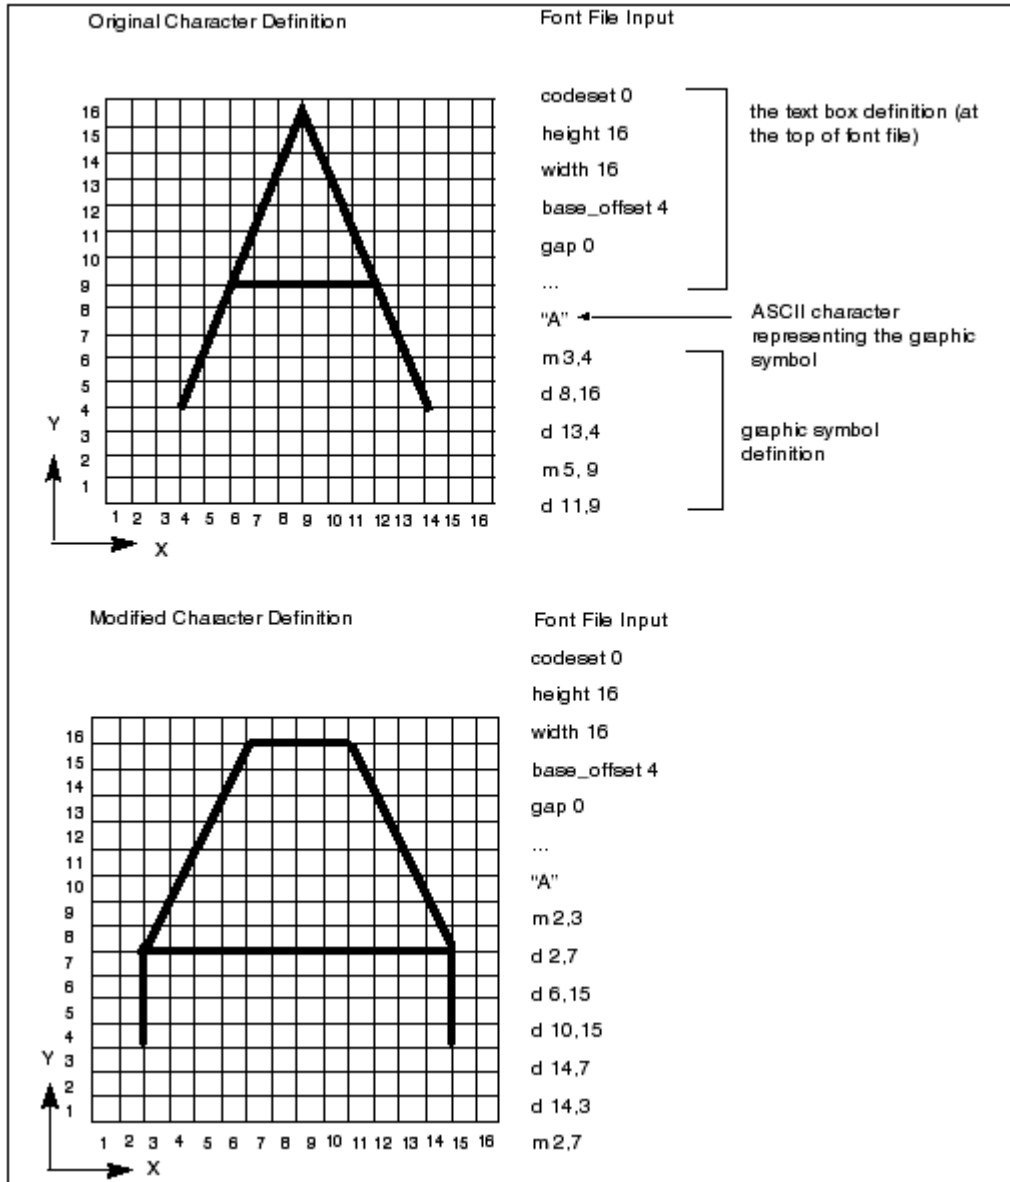 Original Character Definition
Font File Input
16
15
14
13
12
11
10
9
8
7
6
5
4
3
2
1
Y
X
1 2 3 4 5 6 7 8 9 10 11 12 13 14 15 16
codeset 0
height 16
width 16
base_offset 4
gap 0
...
"A"
m 3,4
d 8,16
d 13,4
m 5, 9
d 11,9
the text box definition (at
the top of font file)
ASCII character
representing the graphic
symbol
graphic symbol
definition
Modified Character Definition
Font File Input
16
15
14
13
12
11
10
9
8
7
6
5
4
3
2
1
Y
X
1 2 3 4 5 6 7 8 9 10 11 12 13 14 15 16
codeset 0
height 16
width 16
base_offset 4
gap 0
...
"A"
m 2,3
d 2,7
d 6,15
d 10,15
d 14,7
d 14,3
m 2,7